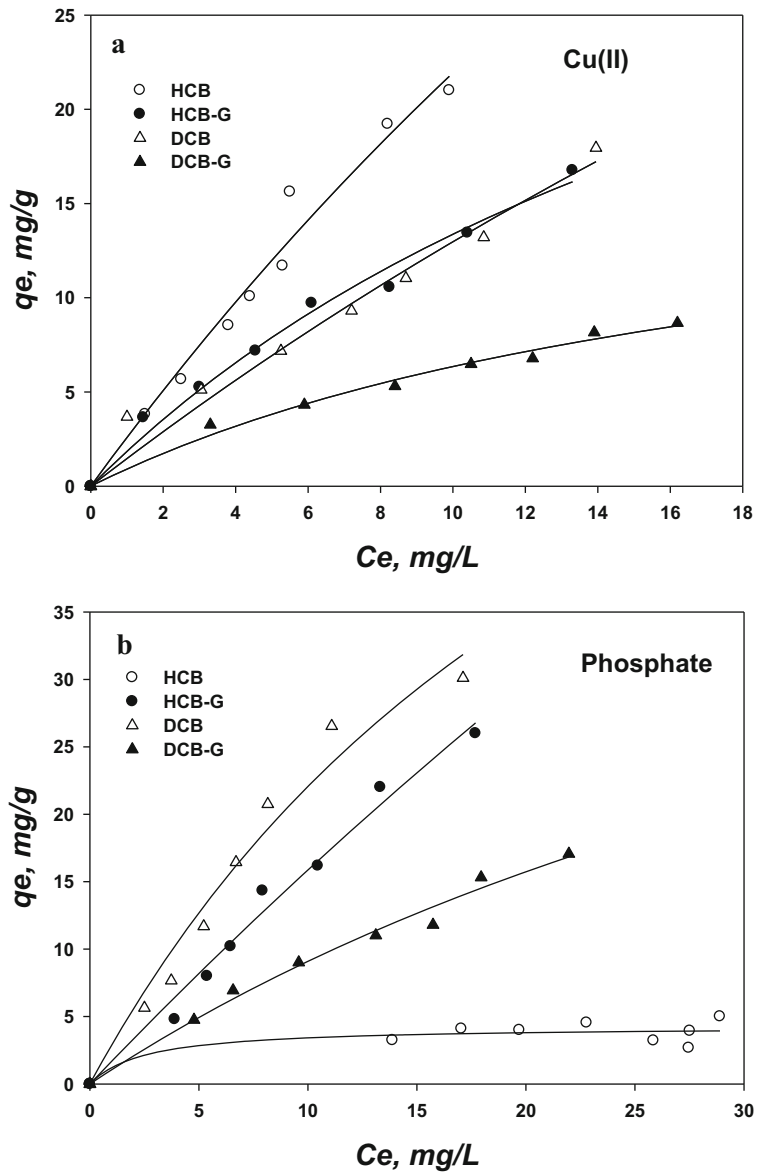 a
Cu(II)
HCB
HCB-G
DCB
DCB-G
25
20
15
10
5
0
qe, mg/g
0 2 4 6 8 10 12 14 16 18
Ce, mg/L
b
Phosphate
HCB
HCB-G
DCB
DCB-G
35
30
25
20
15
10
5
0
qe, mg/g
0 5 10 15 20 25 30
Ce, mg/L